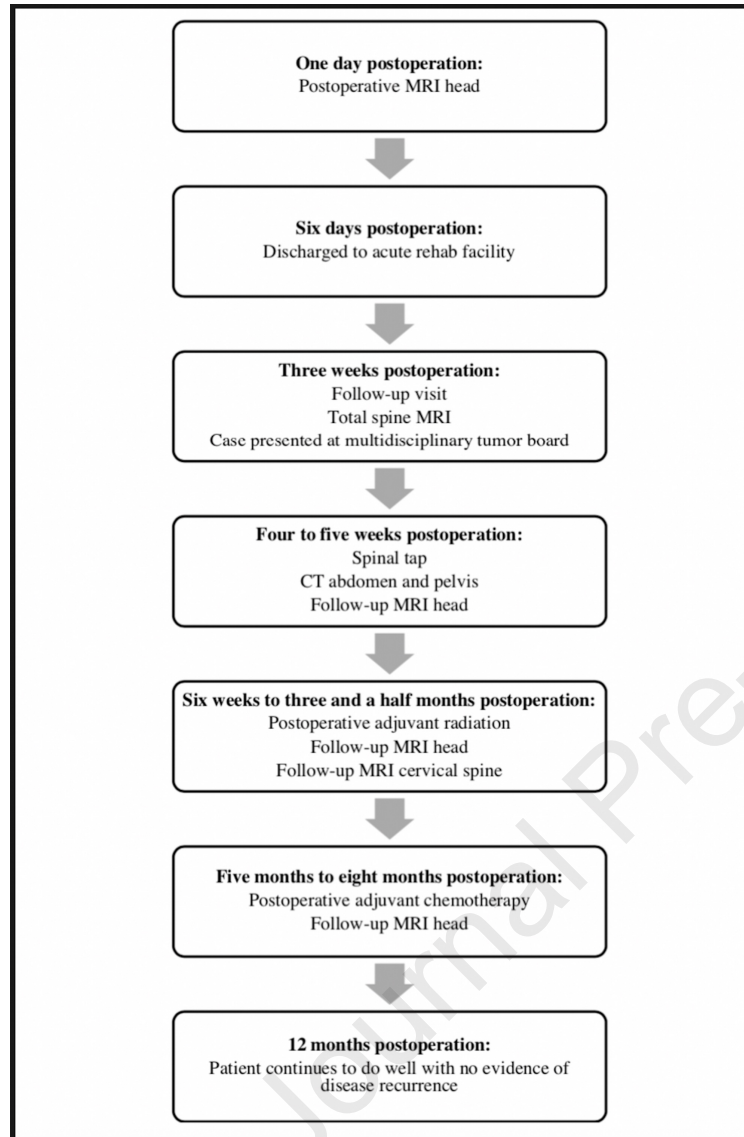 One day postoperation:
Postoperative MRI head
Six days postoperation:
Discharged to acute rehab facility
Three weeks postoperation:
Follow-up visit
Total spine MRI
Case presented at multidisciplinary tumor board
Four to five weeks postoperation:
Spinal tap
CT abdomen and pelvis
Follow-up MRI head
Six weeks to three and a half months postoperation:
Postoperative adjuvant radiation
Follow-up MRI head
Follow-up MRI cervical spine
Five months to eight months postoperation:
Postoperative adjuvant chemotherapy
Follow-up MRI head
12 months postoperation:
Patient continues to do well with no evidence of
disease recurrence
Journal Pre